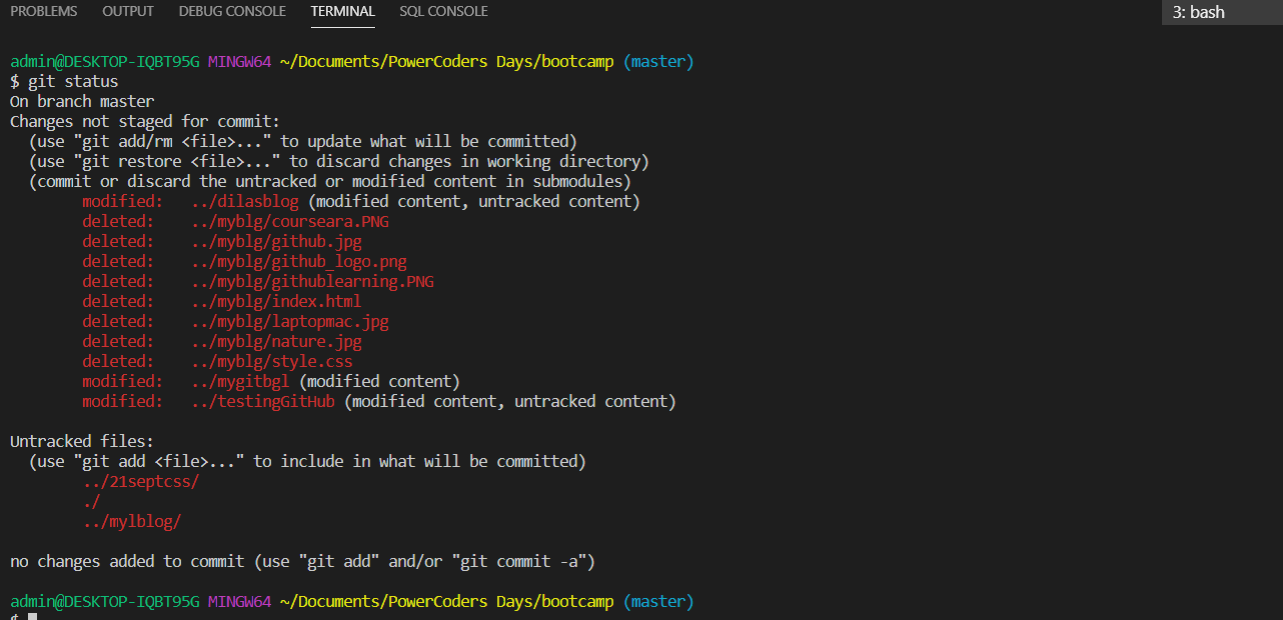 PROBLEMS OUTPUT DEBUG CONSOLE TERMINAL SQL CONSOLE 3: bash
admin@DESKTOP-IQBT95G MINGW64 ~/Documents/PowerCoders Days/bootcamp (master)
$ git status
On branch master
Changes not staged for commit:
  (use "git add/rm <file>..." to update what will be committed)
  (use "git restore <file>..." to discard changes in working directory)
  (commit or discard the untracked or modified content in submodules)
        modified:   ../dilasblog (modified content, untracked content)
        deleted:    ../myblg/courseara.PNG
        deleted:    ../myblg/github.jpg
        deleted:    ../myblg/github_logo.png
        deleted:    ../myblg/githublearning.PNG
        deleted:    ../myblg/index.html
        deleted:    ../myblg/laptopmac.jpg
        deleted:    ../myblg/nature.jpg
        deleted:    ../myblg/style.css
        modified:   ../mygitbgl (modified content)
        modified:   ../testingGitHub (modified content, untracked content)
Untracked files:
  (use "git add <file>..." to include in what will be committed)
        ../21septcss/
        ./
        ../mylblog/
no changes added to commit (use "git add" and/or "git commit -a")
admin@DESKTOP-IQBT95G MINGW64 ~/Documents/PowerCoders Days/bootcamp (master)
$